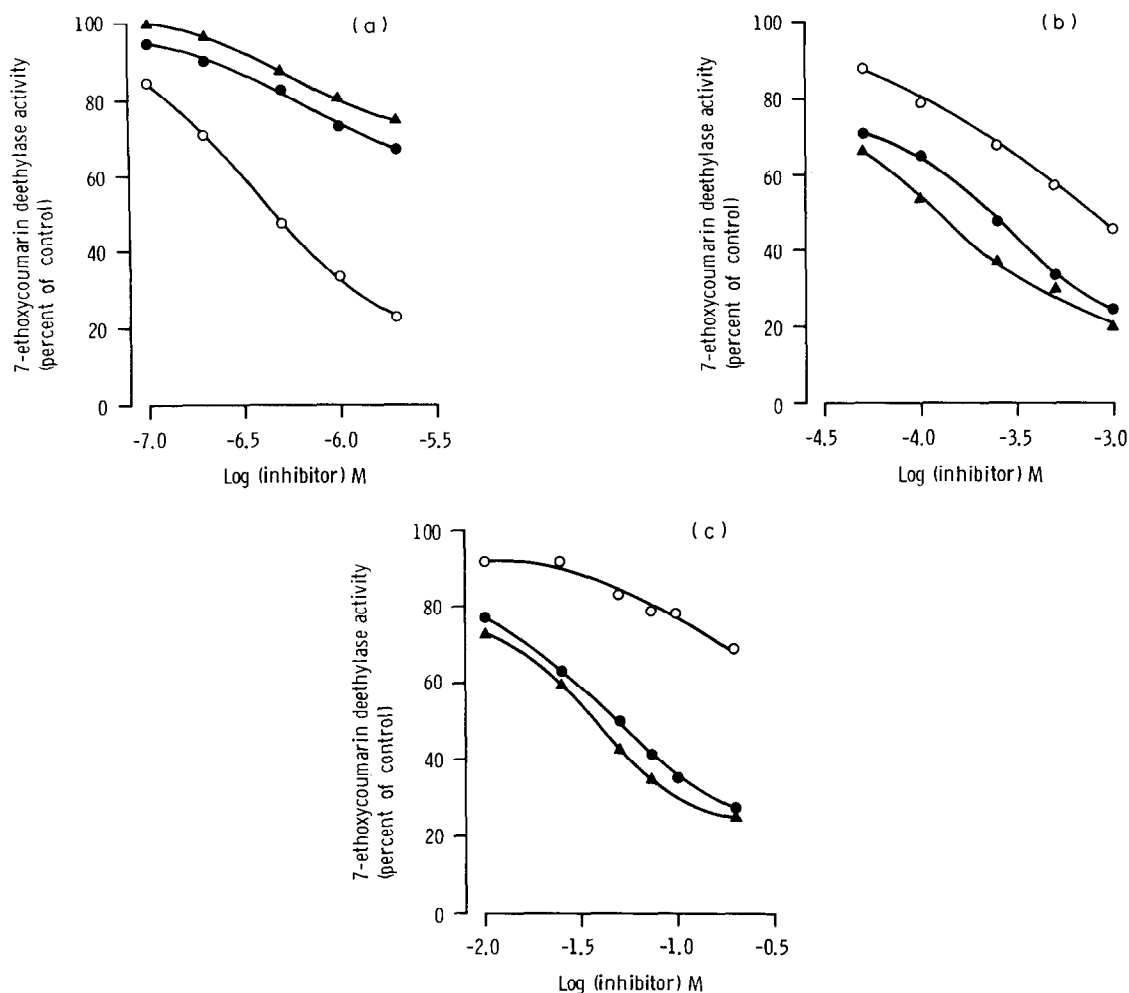 (a)
7-ethoxycoumarin deethylase activity
(percent of control)
100
80
60
40
20
0
-7.0 -6.5 -6.0 -5.5
Log (inhibitor) M
(b)
7-ethoxycoumarin deethylase activity
(percent of control)
100
80
60
40
20
0
-4.5 -4.0 -3.5 -3.0
Log (inhibitor) M
(c)
7-ethoxycoumarin deethylase activity
(percent of control)
100
80
60
40
20
0
-2.0 -1.5 -1.0 -0.5
Log (inhibitor) M